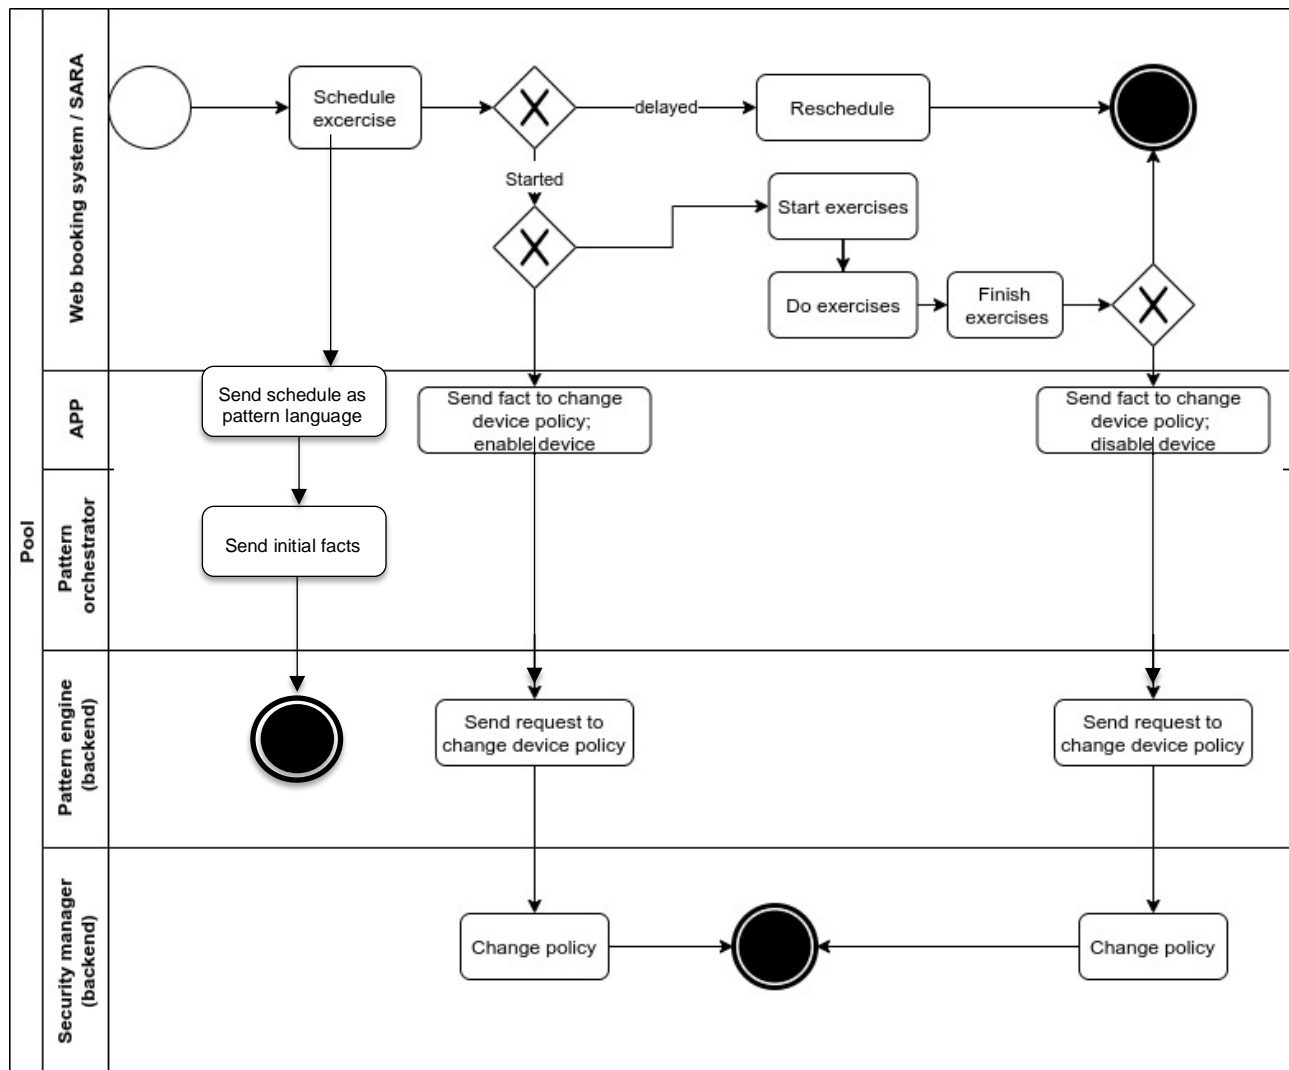 Pool
Web booking system / SARA
Schedule
excercise
delayed
Reschedule
Started
Start exercises
Do exercises
Finish
exercises
APP
Send schedule as
pattern language
Send fact to change
device policy;
enable device
Send fact to change
device policy;
disable device
Pattern
orchestrator
Send initial facts
Pattern engine
(backend)
Send request to
change device policy
Send request to
change device policy
Security manager
(backend)
Change policy
Change policy